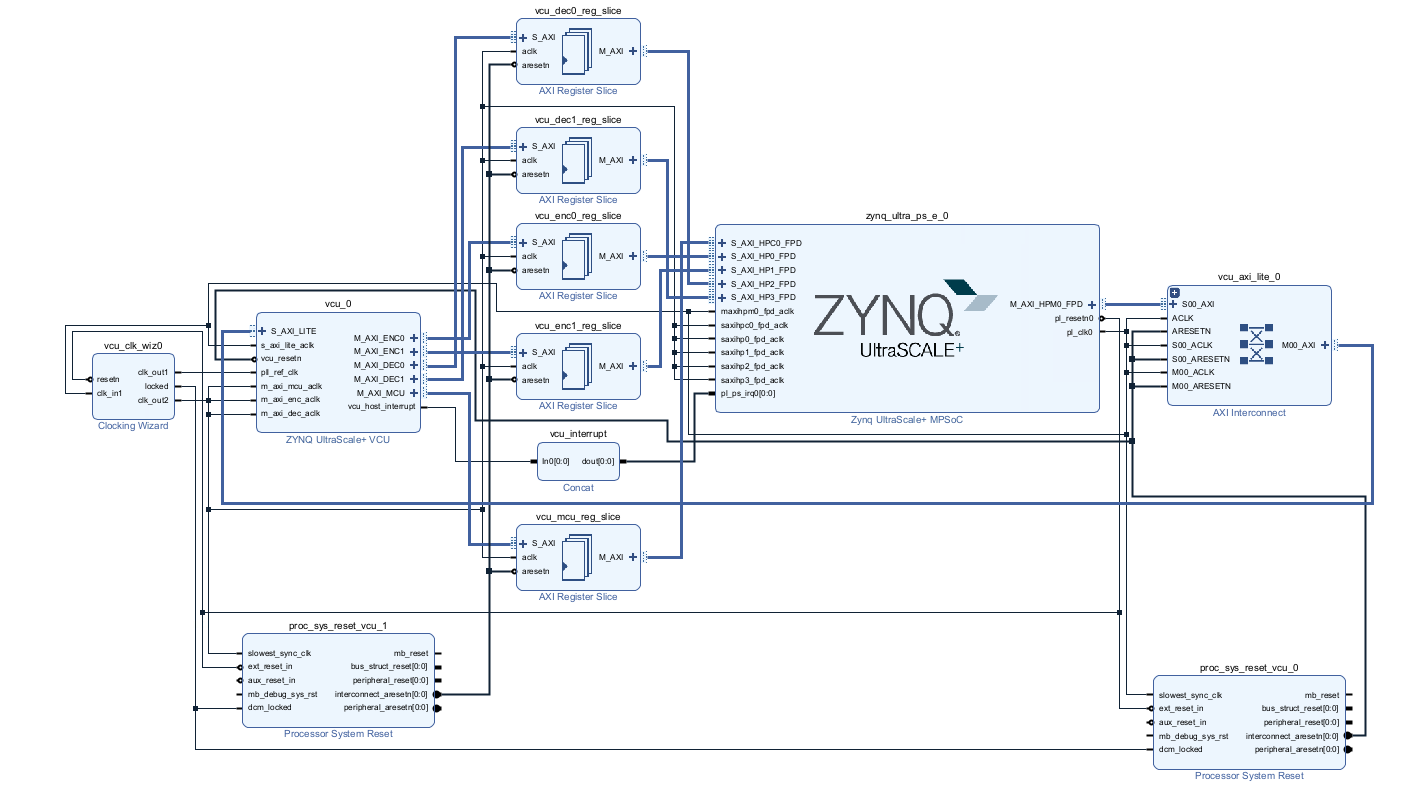 vcu_dec0_reg_slice
S_AXI
aclk
aresetn
M_AXI
AXI Register Slice
vcu_dec1_reg_slice
S_AXI
aclk
aresetn
M_AXI
AXI Register Slice
vcu_enc0_reg_slice
S_AXI
aclk
aresetn
M_AXI
AXI Register Slice
vcu_enc1_reg_slice
S_AXI
aclk
aresetn
M_AXI
AXI Register Slice
vcu_clk_wiz0
resetn
clk_in1
clk_out1
locked
clk_out2
Clocking Wizard
vcu_0
S_AXI_LITE
s_axi_lite_aclk
vcu_resetn
pll_ref_clk
m_axi_mcu_aclk
m_axi_enc_aclk
m_axi_dec_aclk
M_AXI_ENC0
M_AXI_ENC1
M_AXI_DEC0
M_AXI_DEC1
M_AXI_MCU
vcu_host_interrupt
ZYNQ UltraScale+ VCU
vcu_interrupt
In0[0:0]
dout[0:0]
Concat
vcu_mcu_reg_slice
S_AXI
aclk
aresetn
M_AXI
AXI Register Slice
zynq_ultra_ps_e_0
S_AXI_HPC0_FPD
S_AXI_HP0_FPD
S_AXI_HP1_FPD
S_AXI_HP2_FPD
S_AXI_HP3_FPD
maxihpm0_fpd_aclk
saxihpc0_fpd_aclk
saxihp0_fpd_aclk
saxihp1_fpd_aclk
saxihp2_fpd_aclk
saxihp3_fpd_aclk
pl_ps_irq0[0:0]
ZYNQ
UltraSCALE+
M_AXI_HPM0_FPD
pl_resetn0
pl_clk0
Zynq UltraScale+ MPSoC
vcu_axi_lite_0
S00_AXI
ACLK
ARESETN
S00_ACLK
S00_ARESETN
M00_ACLK
M00_ARESETN
M00_AXI
AXI Interconnect
proc_sys_reset_vcu_1
slowest_sync_clk
ext_reset_in
aux_reset_in
mb_debug_sys_rst
dcm_locked
mb_reset
bus_struct_reset[0:0]
peripheral_reset[0:0]
interconnect_aresetn[0:0]
peripheral_aresetn[0:0]
Processor System Reset
proc_sys_reset_vcu_0
slowest_sync_clk
ext_reset_in
aux_reset_in
mb_debug_sys_rst
dcm_locked
mb_reset
bus_struct_reset[0:0]
peripheral_reset[0:0]
interconnect_aresetn[0:0]
peripheral_aresetn[0:0]
Processor System Reset